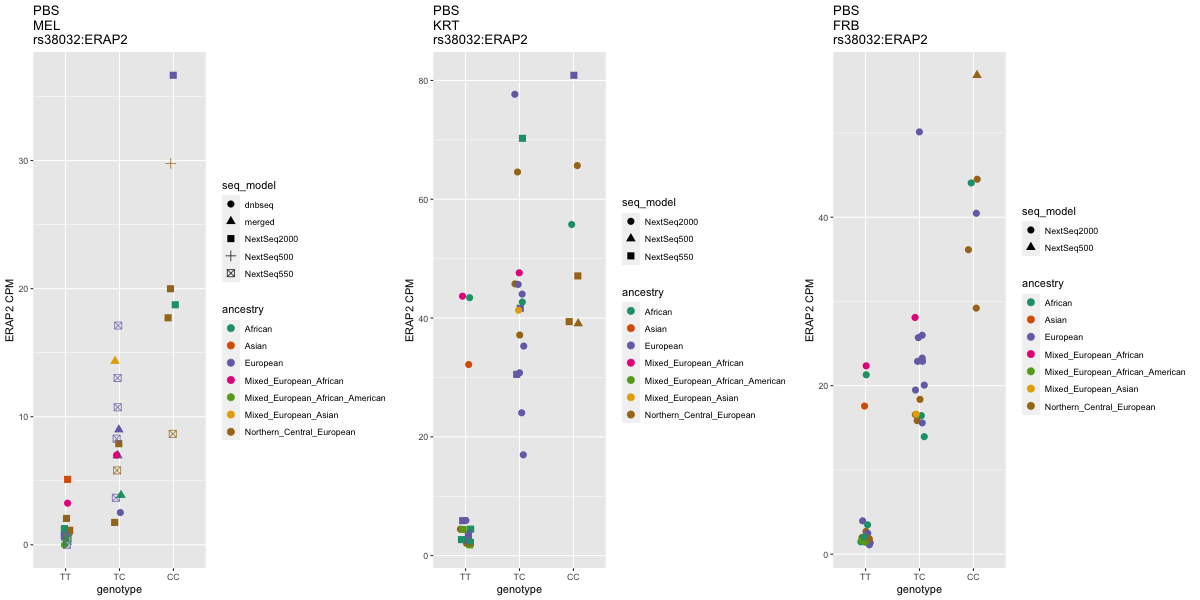 PBS
MEL
rs38032:ERAP2
ERAP2 CPM
30
20
10
0
TT
TC
CC
genotype
seq_model
dnbseq
merged
NextSeq2000
NextSeq500
NextSeq550
ancestry
African
Asian
European
Mixed_European_African
Mixed_European_African_American
Mixed_European_Asian
Northern_Central_European
PBS
KRT
rs38032:ERAP2
ERAP2 CPM
80
60
40
20
0
TT
TC
CC
genotype
seq_model
NextSeq2000
NextSeq500
NextSeq550
ancestry
African
Asian
European
Mixed_European_African
Mixed_European_African_American
Mixed_European_Asian
Northern_Central_European
PBS
FRB
rs38032:ERAP2
ERAP2 CPM
40
20
0
TT
TC
CC
genotype
seq_model
NextSeq2000
NextSeq500
ancestry
African
Asian
European
Mixed_European_African
Mixed_European_African_American
Mixed_European_Asian
Northern_Central_European